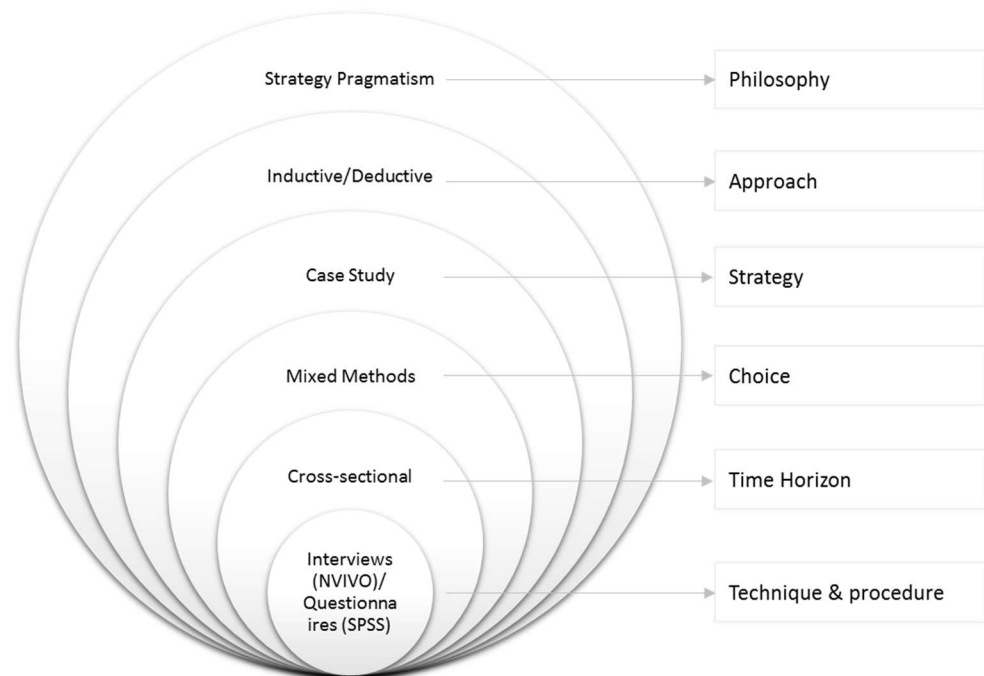 Strategy Pragmatism
Philosophy
Inductive/Deductive
Approach
Case Study
Strategy
Mixed Methods
Choice
Cross-sectional
Time Horizon
Interviews
(NVIVO)/
Questionna
ires (SPSS)
Technique & procedure